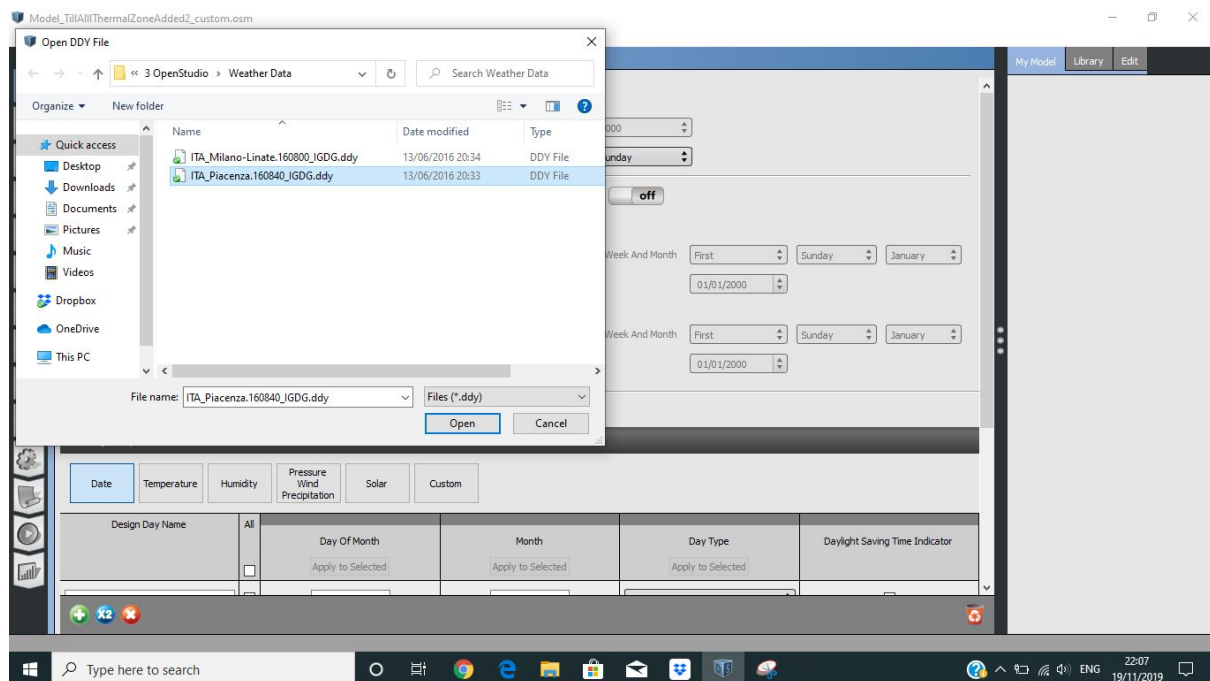 Model_TillAllIThermalZoneAdded2_custom.osm
Open DDY File
« 3 OpenStudio › Weather Data
Search Weather Data
My Model Library Edit
Organize New folder
Name Date modified Type
Quick access
ITA_Milano-Linate.160800_IGDG.ddy 13/06/2016 20:34 DDY File
Desktop
ITA_Piacenza.160840_IGDG.ddy 13/06/2016 20:33 DDY File
Downloads
Documents
Pictures
Music
Videos
Dropbox
OneDrive
This PC
File name: ITA_Piacenza.160840_IGDG.ddy Files (*.ddy)
Open Cancel
000
unday
off
Week And Month First Sunday January
01/01/2000
Week And Month First Sunday January
01/01/2000
Date Temperature Humidity Pressure Wind Precipitation Solar Custom
Design Day Name All Day Of Month Month Day Type Daylight Saving Time Indicator
Apply to Selected Apply to Selected Apply to Selected
X2
Type here to search
ENG 22:07
19/11/2019